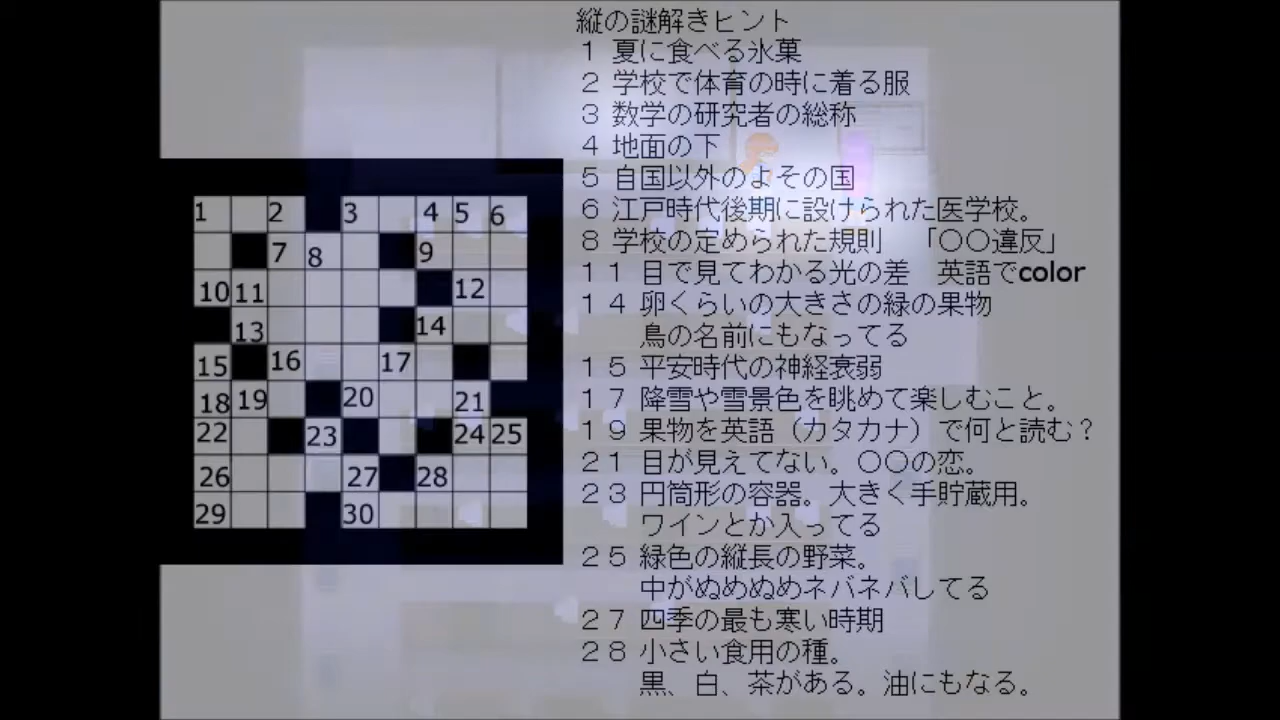 縦の謎解きヒント
1 夏に食べる氷菓
2 学校で体育の時に着る服
3 数学の研究者の総称
4 地面の下
5 自国以外のよその国
6 江戸時代後期に設けられた医学校。
8 学校の定められた規則 「〇〇違反」
11 目で見てわかる光の差 英語でcolor
14 卵くらいの大きさの緑の果物
鳥の名前にもなってる
15 平安時代の神経衰弱
17 降雪や雪景色を眺めて楽しむこと。
19 果物を英語（カタカナ）で何と読む？
21 目が見えてない。〇〇の恋。
23 円筒形の容器。大きく手貯蔵用。
ワインとか入ってる
25 緑色の縦長の野菜。
中がぬめぬめネバネバしてる
27 四季の最も寒い時期
28 小さい食用の種。
黒、白、茶がある。油にもなる。
1 2 3 4 5 6
7 8 9
10 11 12
13 14
15 16 17
18 19 20 21
22 23 24 25
26 27 28
29 30